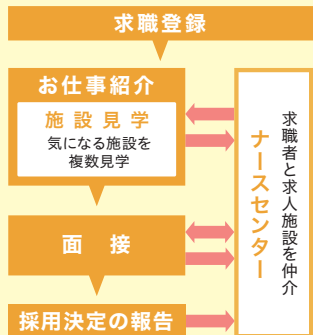 求職登録
お仕事紹介
施設見学
気になる施設を
複数見学
面接
採用決定の報告
求職者と求人施設を仲介
ナースセンター